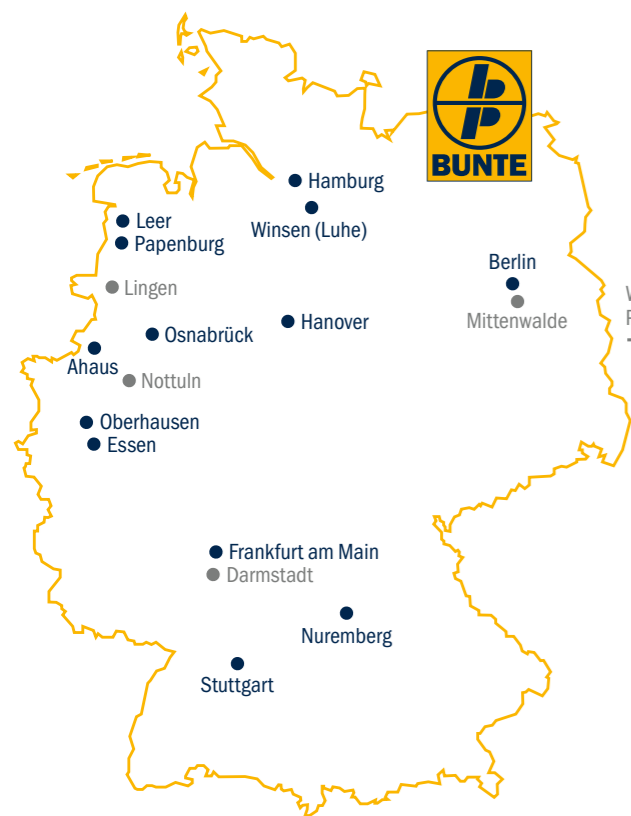 BUNTE
Hamburg
Winsen (Luhe)
Leer
Papenburg
Berlin
Lingen
Mittenwalde
Hanover
Osnabrück
Ahaus
Nottuln
Oberhausen
Essen
Frankfurt am Main
Darmstadt
Nuremberg
Stuttgart